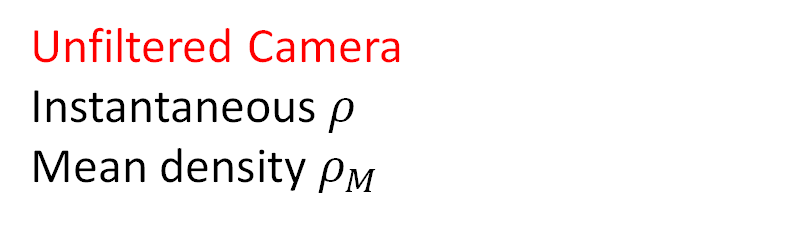 Unfiltered Camera
Instantaneous ρ
Mean density ρ_M